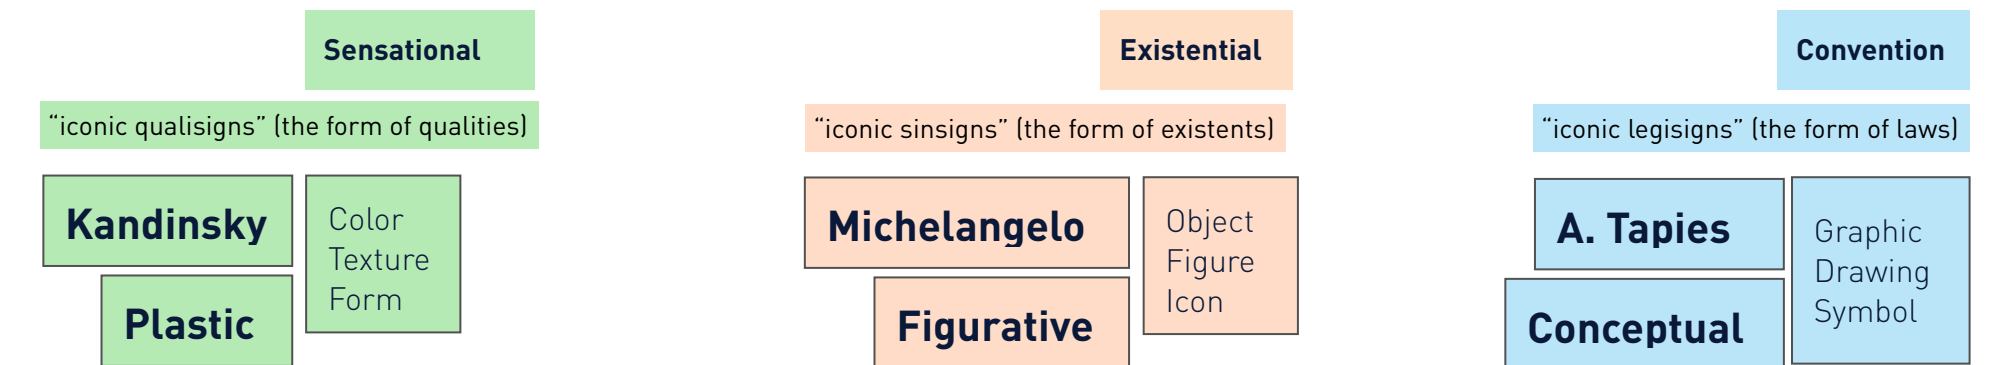 Sensational
“iconic qualisigns” (the form of qualities)
Kandinsky
Plastic
Color
Texture
Form
Existential
“iconic sinsigns” (the form of existents)
Michelangelo
Figurative
Object
Figure
Icon
Convention
“iconic legisigns” (the form of laws)
A. Tapies
Conceptual
Graphic
Drawing
Symbol